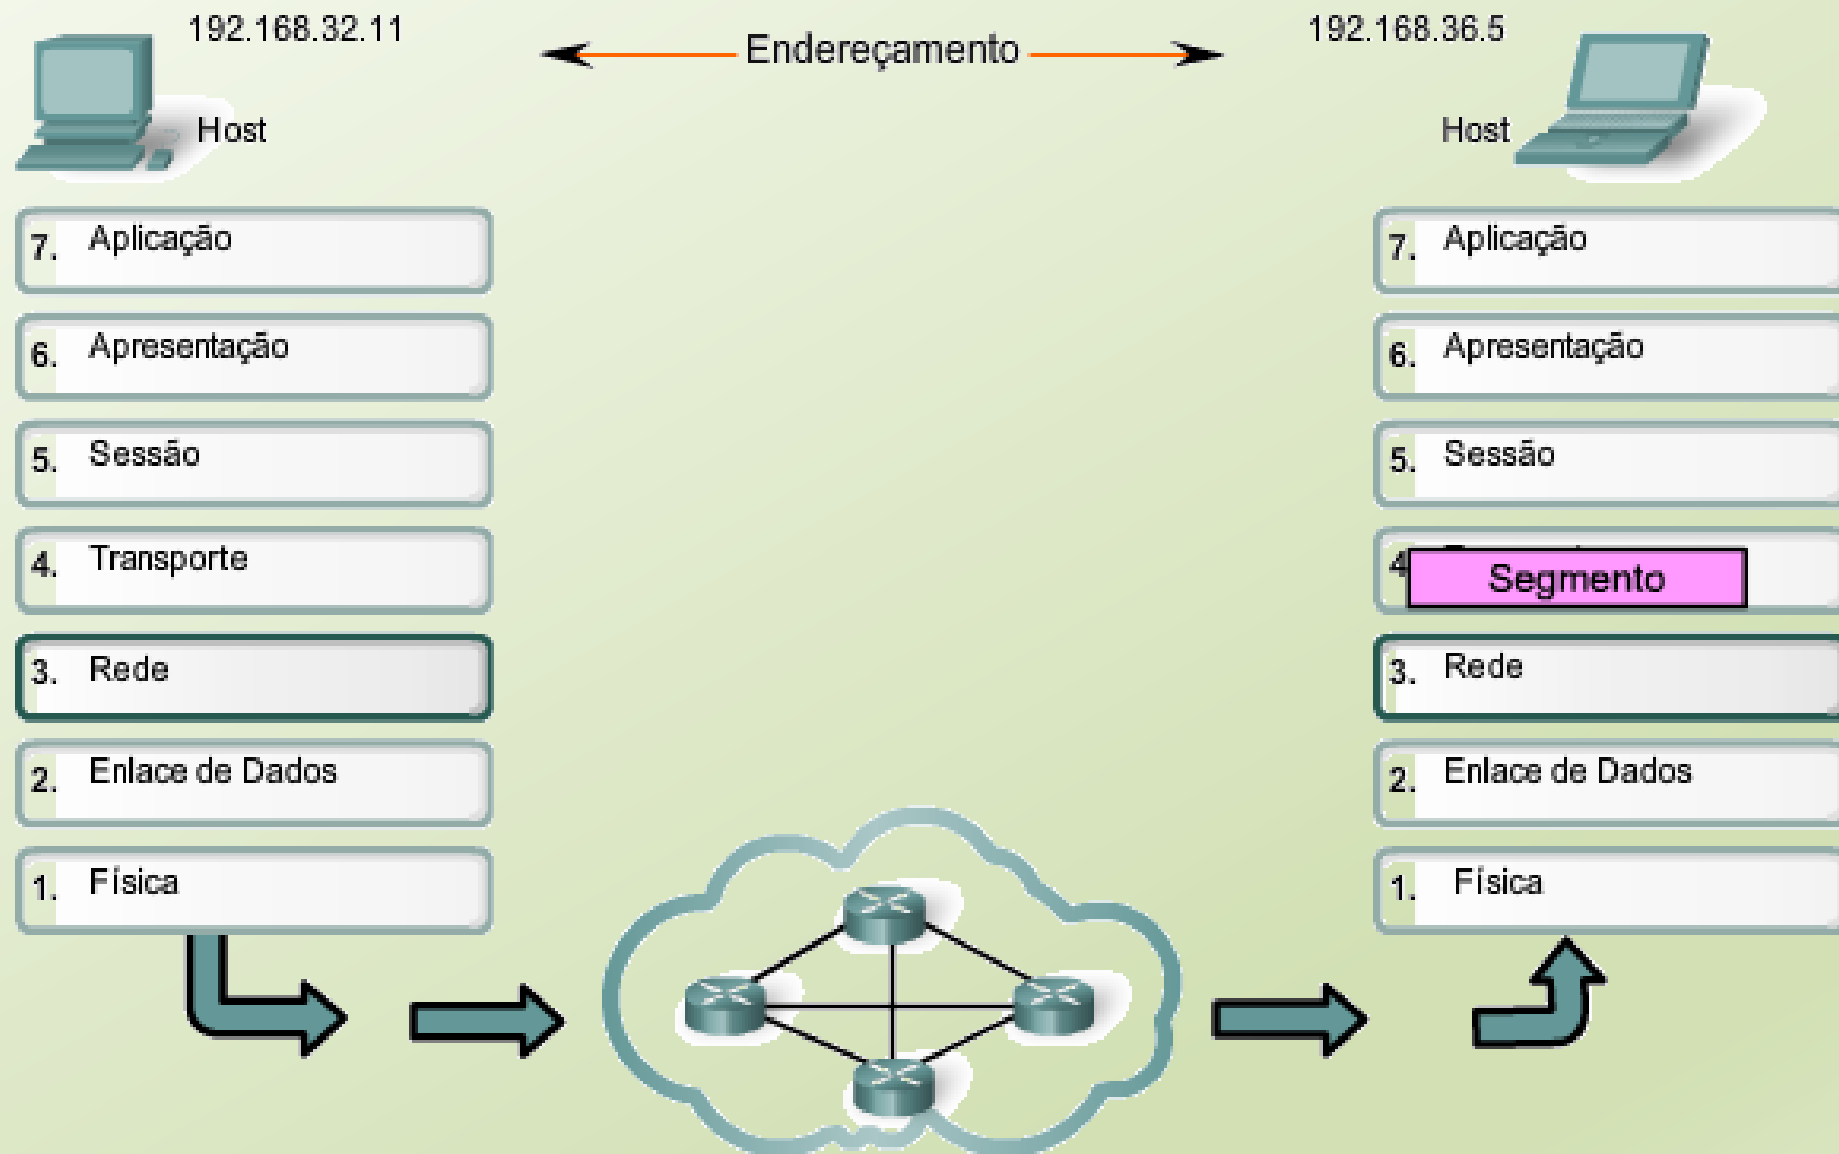 192.168.32.11
Endereçamento
192.168.36.5
Host
Host
7. Aplicação
6. Apresentação
5. Sessão
4. Transporte
3. Rede
2. Enlace de Dados
1. Física
7. Aplicação
6. Apresentação
5. Sessão
4
Segmento
3. Rede
2. Enlace de Dados
1. Física